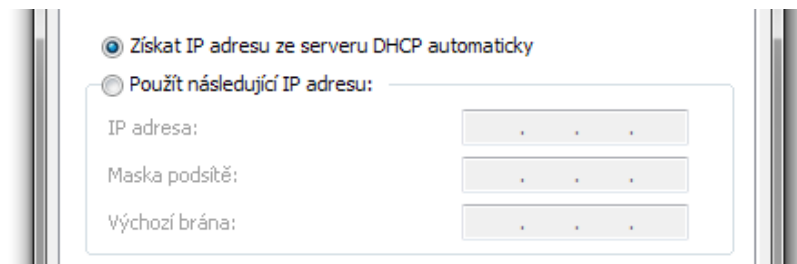 Získat IP adresu ze serveru DHCP automaticky
Použít následující IP adresu:
IP adresa: . . .
Maska podsítě: . . .
Výchozí brána: . . .